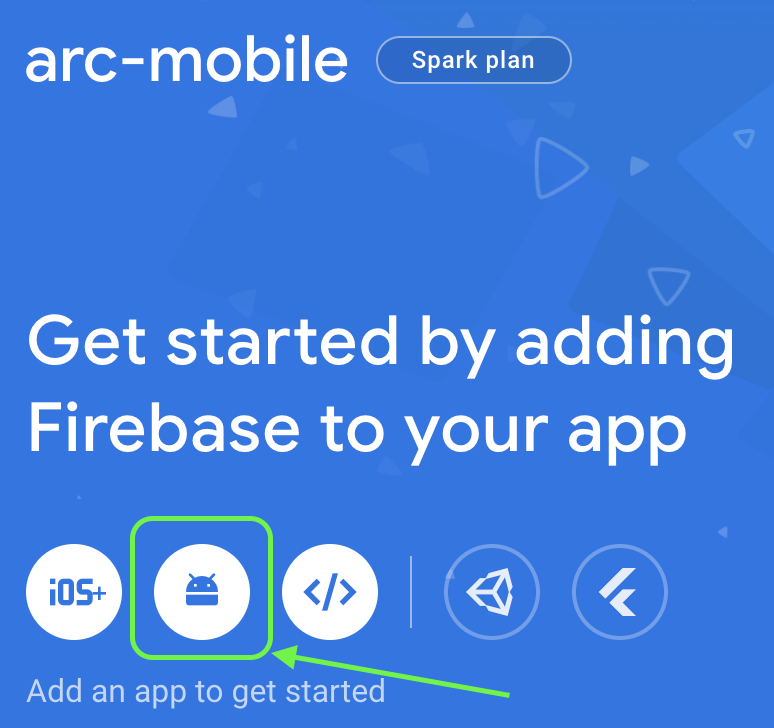 arc-mobile
Spark plan
Get started by adding
Firebase to your app
iOS+
Add an app to get started